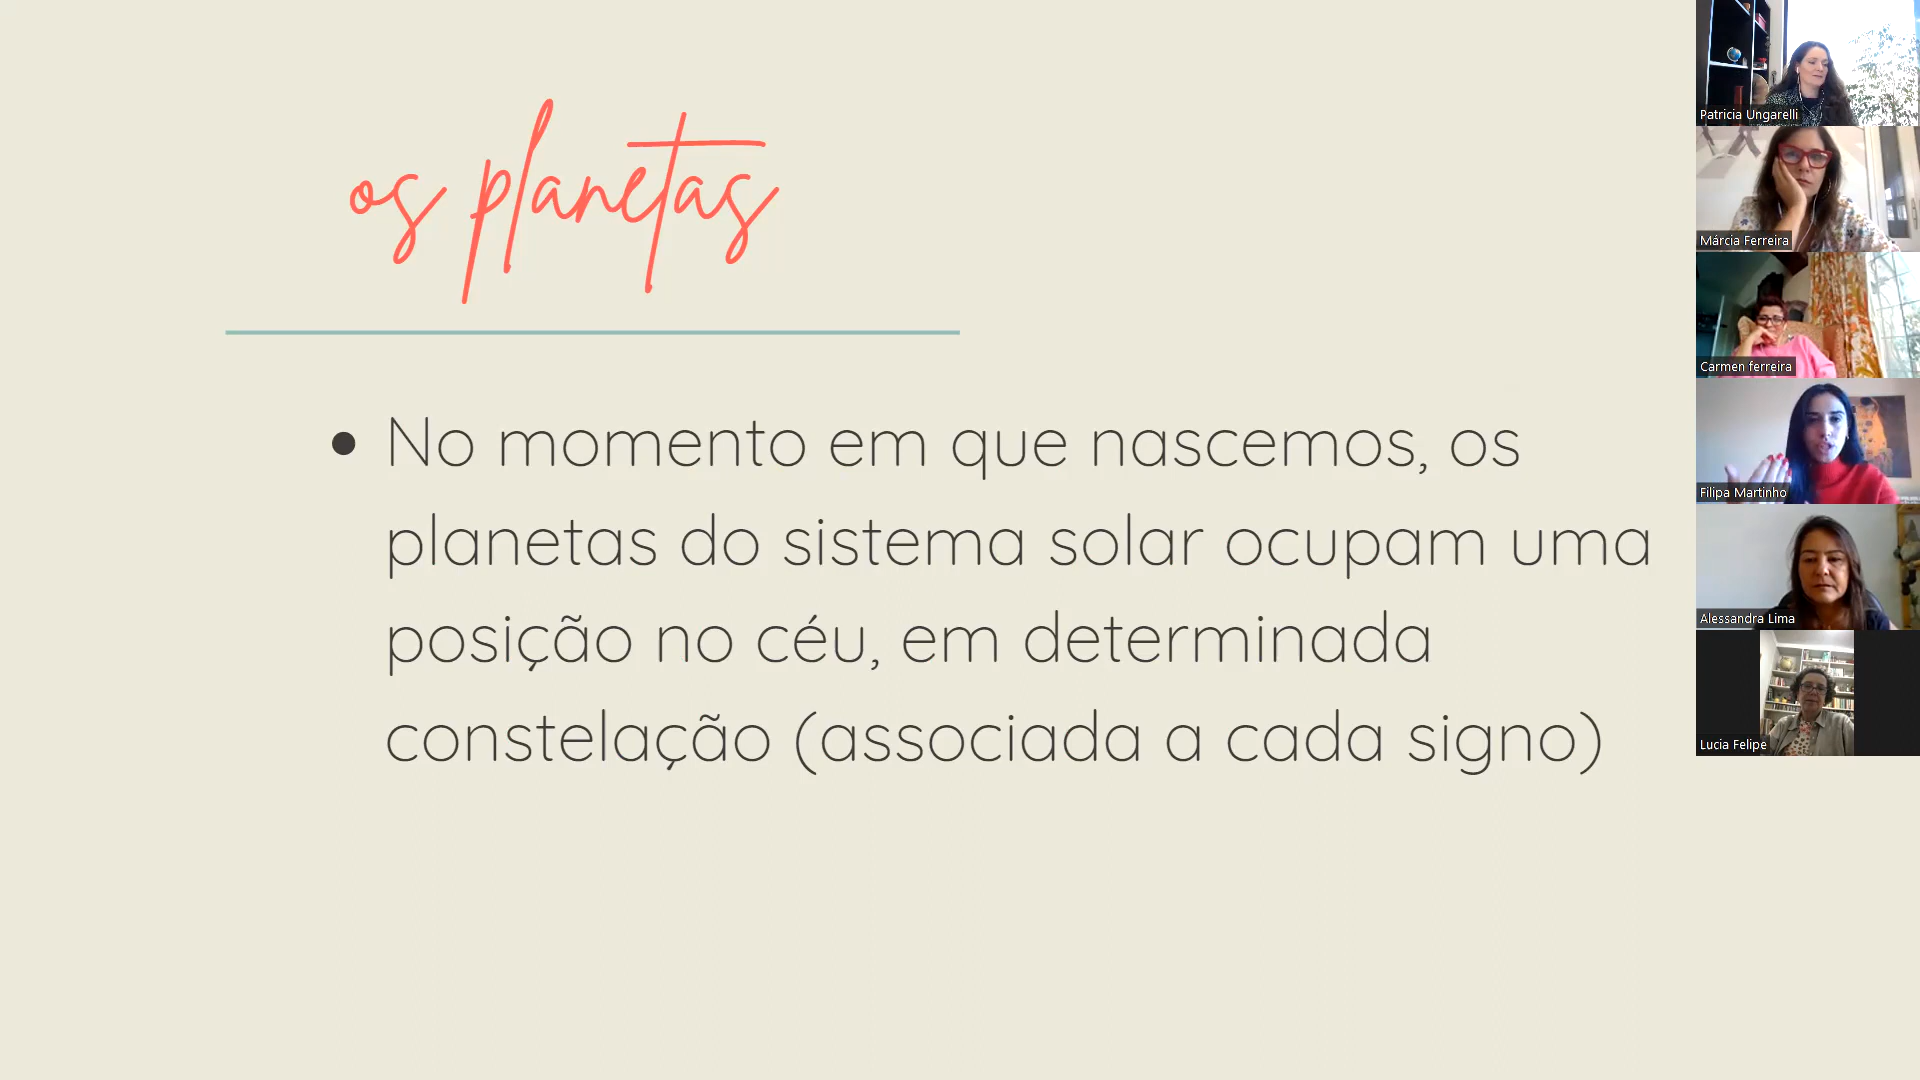 os planetas
• No momento em que nascemos, os
planetas do sistema solar ocupam uma
posição no céu, em determinada
constelação (associada a cada signo)
Patricia Ungarelli
Márcia Ferreira
Carmen ferreira
Filipa Martinho
Alessandra Lima
Lucia Felipe